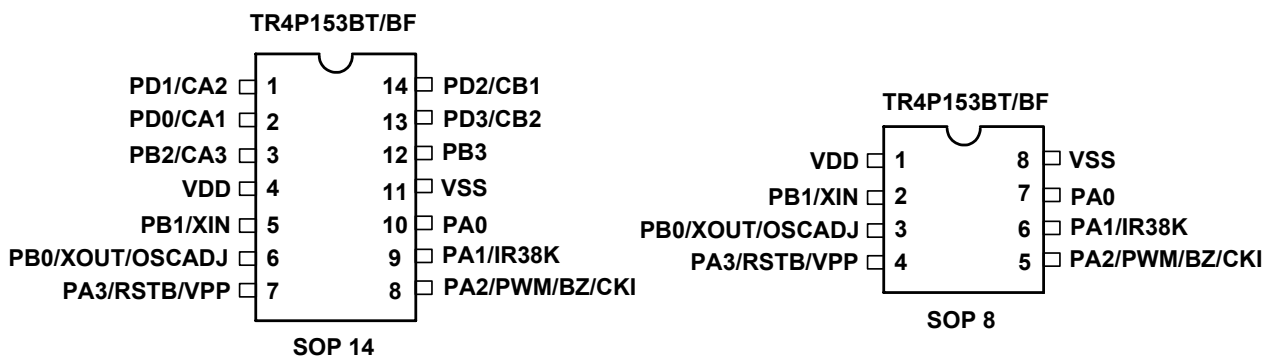 TR4P153BT/BF
PD1/CA2 1 14 PD2/CB1
PD0/CA1 2 13 PD3/CB2
PB2/CA3 3 12 PB3
VDD 4 11 VSS
PB1/XIN 5 10 PA0
PB0/XOUT/OSCADJ 6 9 PA1/IR38K
PA3/RSTB/VPP 7 8 PA2/PWM/BZ/CKI
SOP 14
TR4P153BT/BF
VDD 1 8 VSS
PB1/XIN 2 7 PA0
PB0/XOUT/OSCADJ 3 6 PA1/IR38K
PA3/RSTB/VPP 4 5 PA2/PWM/BZ/CKI
SOP 8